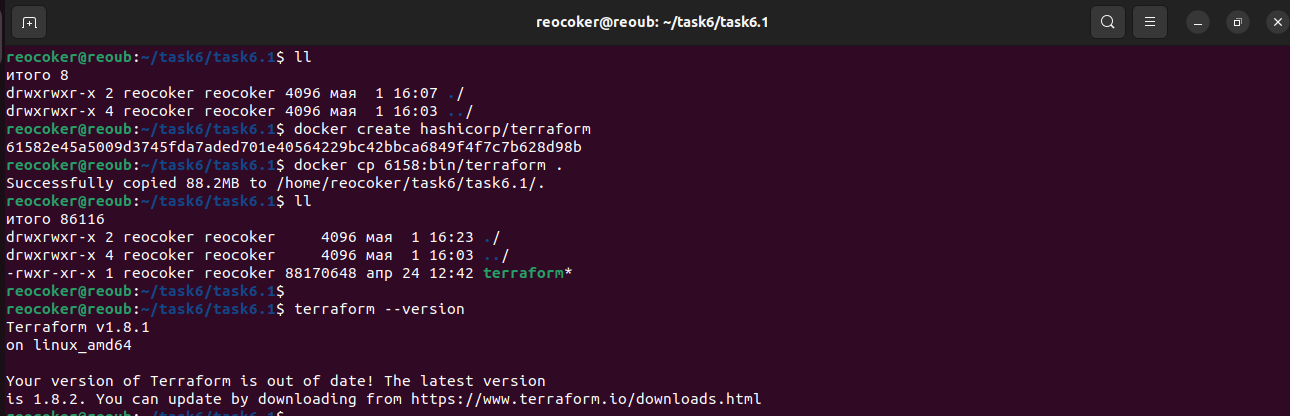 reocoker@reoub: ~/task6/task6.1
reocoker@reoub:~/task6/task6.1$ ll
итого 8
drwxrwxr-x 2 reocoker reocoker 4096 мая  1 16:07 ./
drwxrwxr-x 4 reocoker reocoker 4096 мая  1 16:03 ../
reocoker@reoub:~/task6/task6.1$ docker create hashicorp/terraform
61582e45a5009d3745fda7aded701e40564229bc42bbca6849f4f7c7b628d98b
reocoker@reoub:~/task6/task6.1$ docker cp 6158:bin/terraform .
Successfully copied 88.2MB to /home/reocoker/task6/task6.1/.
reocoker@reoub:~/task6/task6.1$ ll
итого 86116
drwxrwxr-x 2 reocoker reocoker     4096 мая  1 16:23 ./
drwxrwxr-x 4 reocoker reocoker     4096 мая  1 16:03 ../
-rwxr-xr-x 1 reocoker reocoker 88170648 апр 24 12:42 terraform*
reocoker@reoub:~/task6/task6.1$
reocoker@reoub:~/task6/task6.1$ terraform --version
Terraform v1.8.1
on linux_amd64
Your version of Terraform is out of date! The latest version
is 1.8.2. You can update by downloading from https://www.terraform.io/downloads.html
reocoker@reoub:~/task6/task6.1$